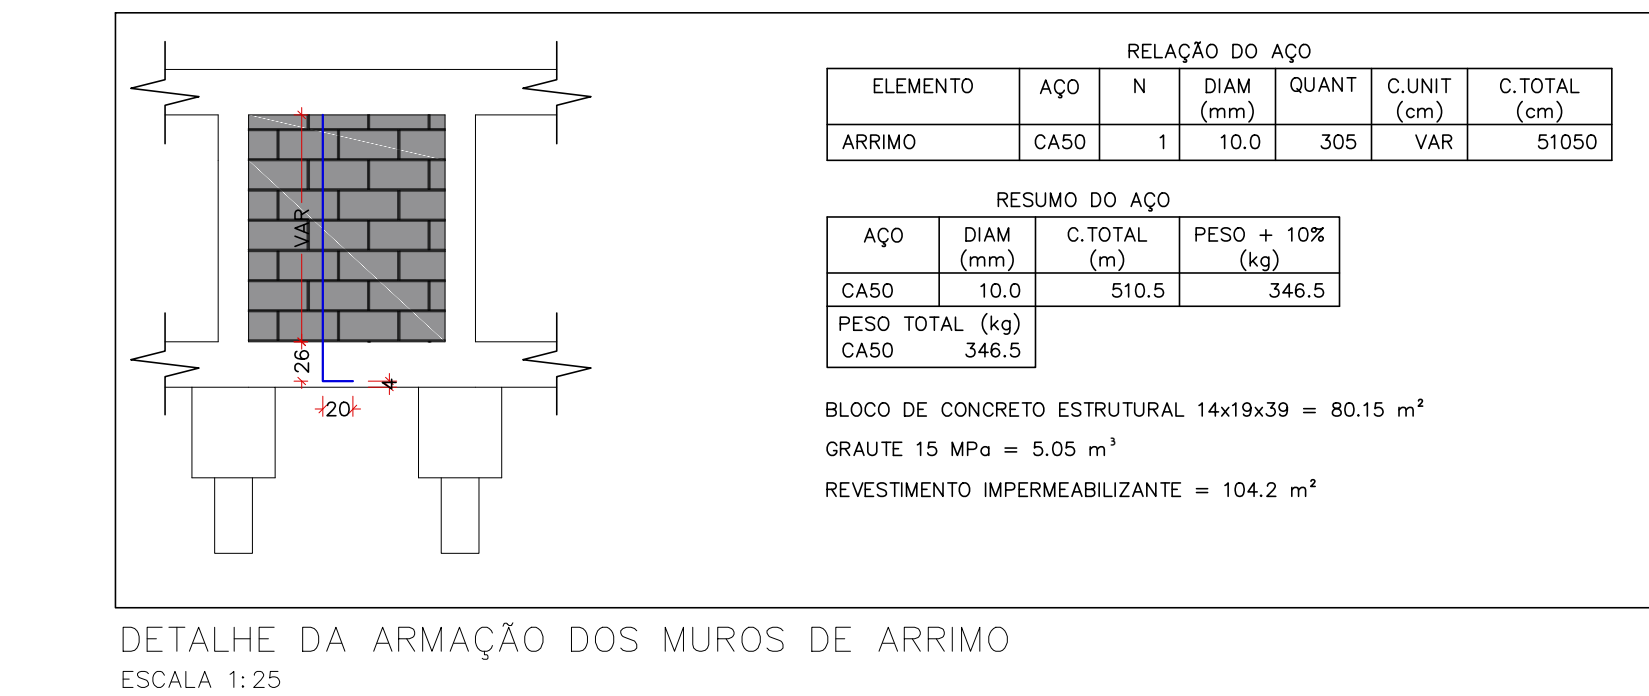 RELAÇÃO DO AÇO
ELEMENTO AÇO N DIAM (mm) QUANT C.UNIT (cm) C.TOTAL (cm)
ARRIMO CA50 1 10.0 305 VAR 51050
RESUMO DO AÇO
AÇO DIAM (mm) C.TOTAL (m) PESO + 10% (kg)
CA50 10.0 510.5 346.5
PESO TOTAL (kg)
CA50 346.5
BLOCO DE CONCRETO ESTRUTURAL 14x19x39 = 80.15 m²
GRAUTE 15 MPa = 5.05 m³
REVESTIMENTO IMPERMEABILIZANTE = 104.2 m²
VAR
26
4
20
DETALHE DA ARMAÇÃO DOS MUROS DE ARRIMO
ESCALA 1:25